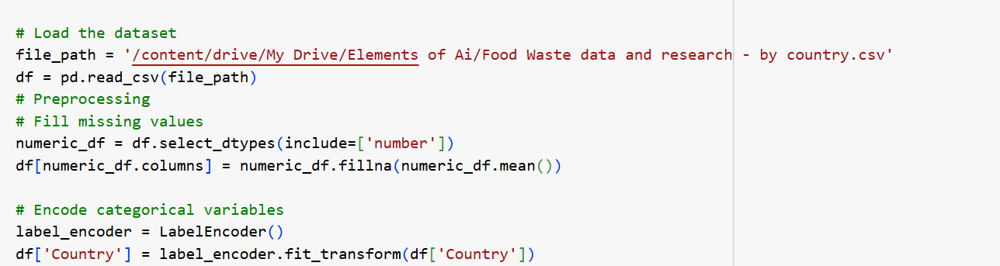 # Load the dataset
file_path = '/content/drive/My Drive/Elements of Ai/Food Waste data and research - by country.csv'
df = pd.read_csv(file_path)
# Preprocessing
# Fill missing values
numeric_df = df.select_dtypes(include=['number'])
df[numeric_df.columns] = numeric_df.fillna(numeric_df.mean())
# Encode categorical variables
label_encoder = LabelEncoder()
df['Country'] = label_encoder.fit_transform(df['Country'])